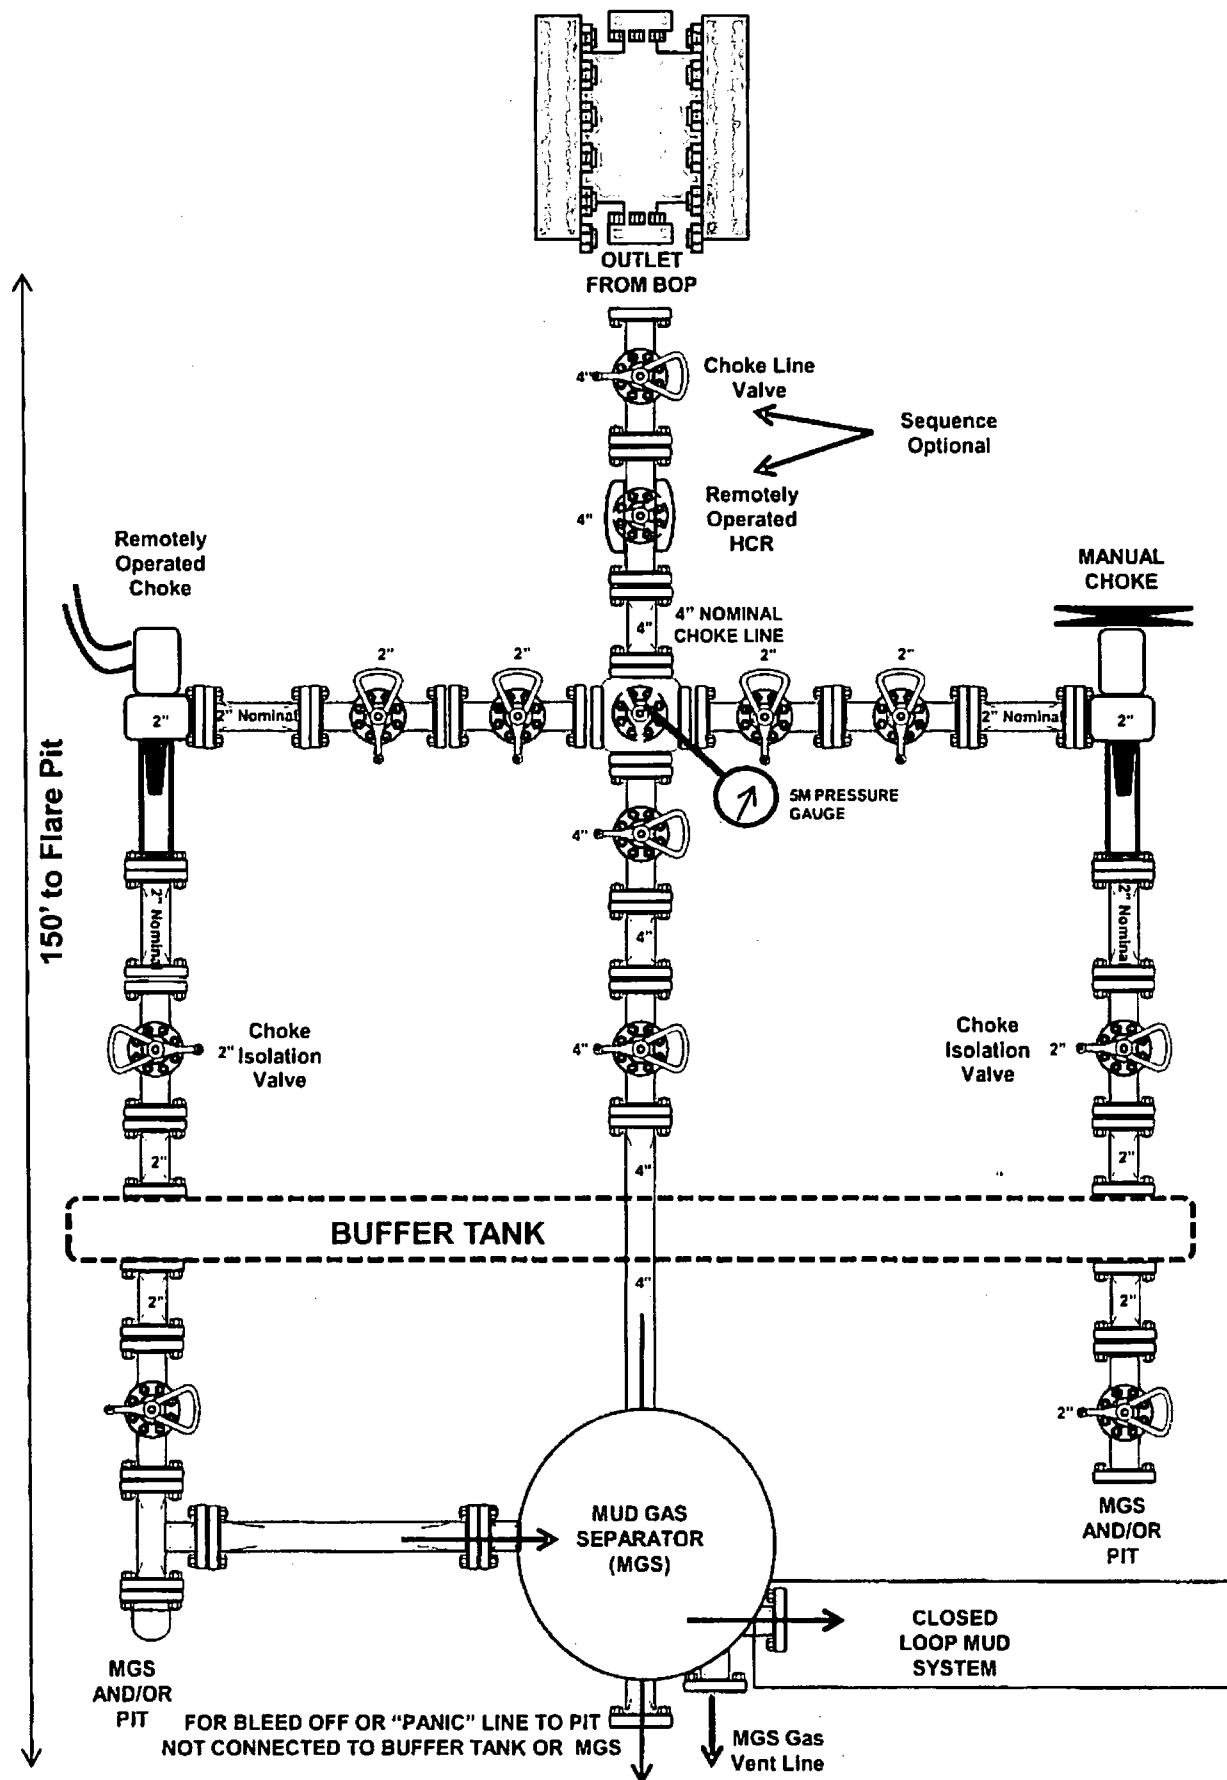 OUTLET
FROM BOP
4"
Choke Line
Valve
Sequence
Optional
4"
Remotely
Operated
HCR
Remotely
Operated
Choke
MANUAL
CHOKE
4"
4" NOMINAL
CHOKE LINE
2"
2"
2"
2"
2"
2" Nominal
2" Nominal
2"
5M PRESSURE
GAUGE
4"
150' to Flare Pit
2" Nominal
4"
2" Nominal
2"
Choke
Isolation
Valve
4"
Choke
Isolation
Valve
2"
2"
4"
2"
BUFFER TANK
2"
4"
2"
2"
MUD GAS
SEPARATOR
(MGS)
MGS
AND/OR
PIT
CLOSED
LOOP MUD
SYSTEM
MGS
AND/OR
PIT
FOR BLEED OFF OR “PANIC” LINE TO PIT
NOT CONNECTED TO BUFFER TANK OR MGS
MGS Gas
Vent Line